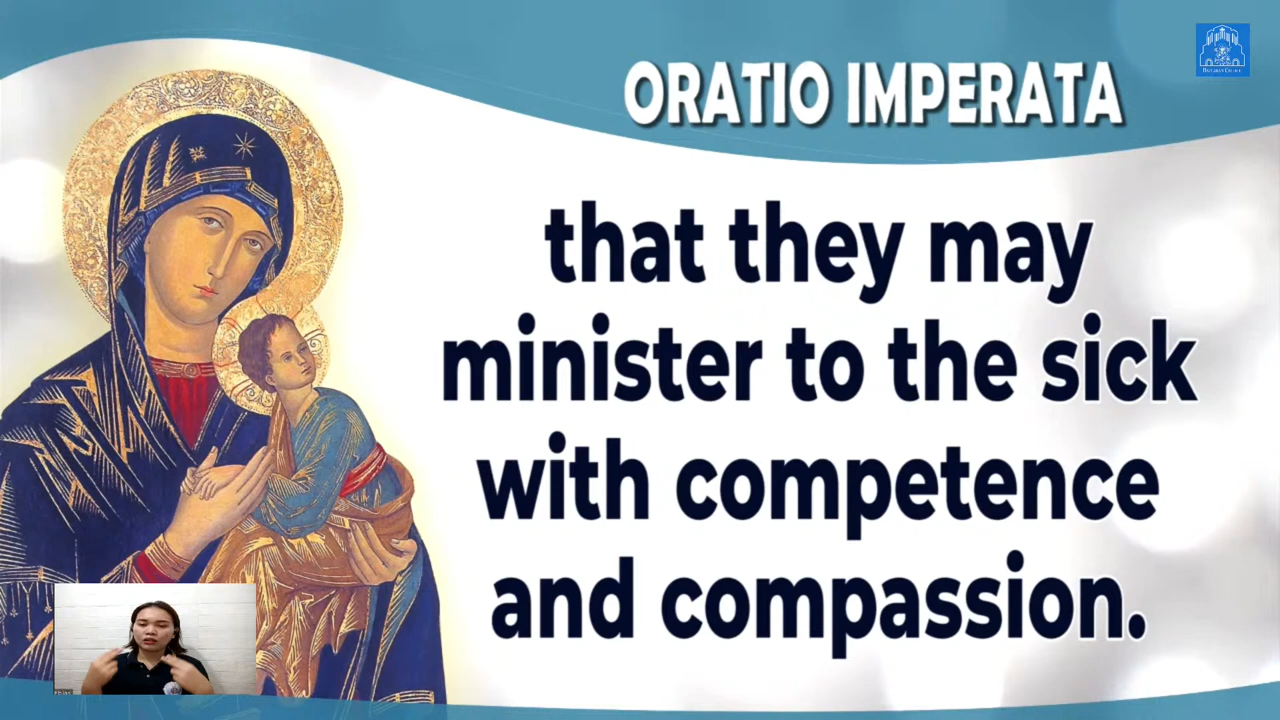 ORATIO IMPERATA
that they may
minister to the sick
with competence
and compassion.